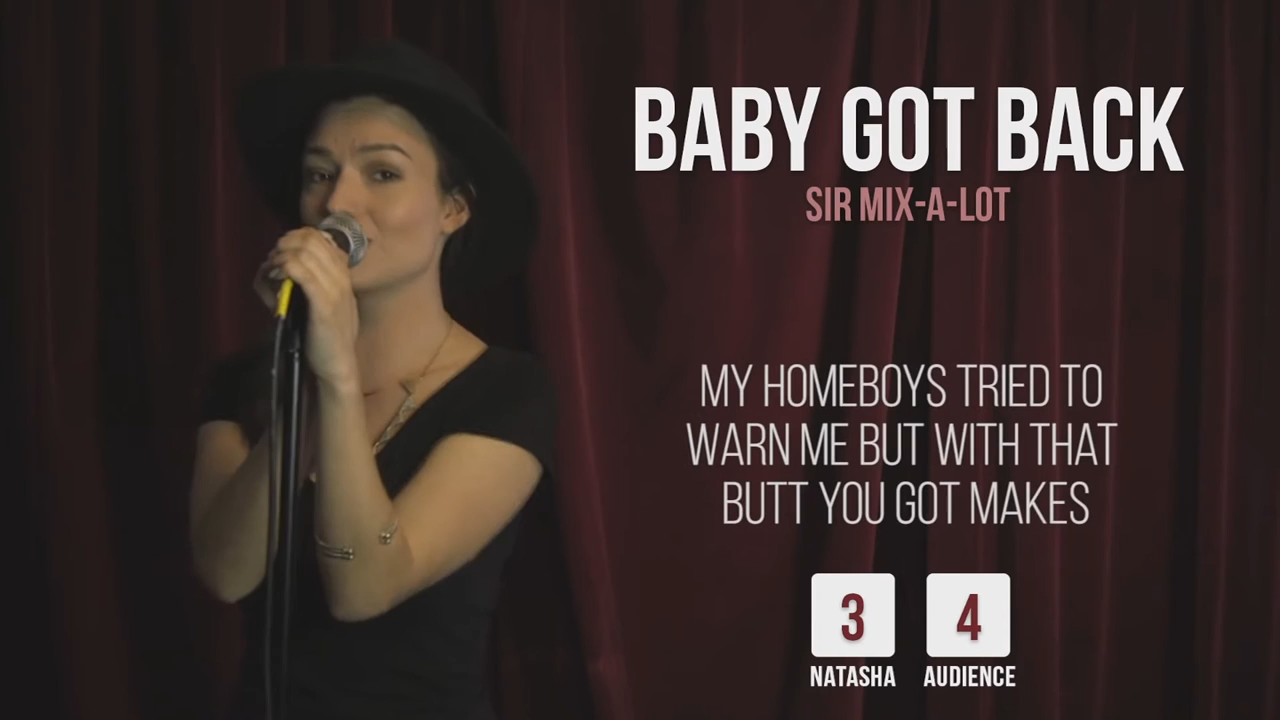 BABY GOT BACK
SIR MIX-A-LOT
MY HOMEBOYS TRIED TO
WARN ME BUT WITH THAT
BUTT YOU GOT MAKES
3 4
NATASHA AUDIENCE